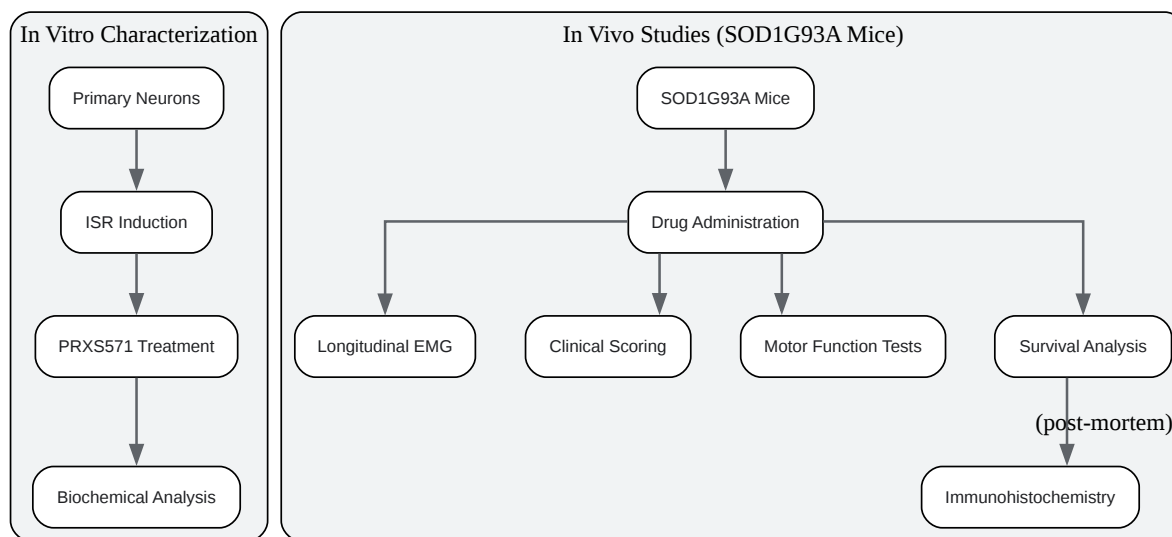 In Vitro Characterization
Primary Neurons
ISR Induction
PRXS571 Treatment
Biochemical Analysis
In Vivo Studies (SOD1G93A Mice)
SOD1G93A Mice
Drug Administration
Longitudinal EMG
Clinical Scoring
Motor Function Tests
Survival Analysis
(post-mortem)
Immunohistochemistry